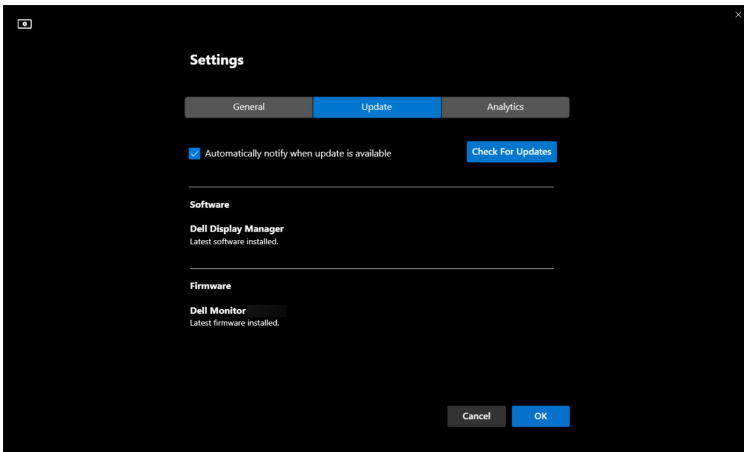 Settings
General Update Analytics
Automatically notify when update is available Check For Updates
Software
Dell Display Manager
Latest software installed.
Firmware
Dell Monitor
Latest firmware installed.
Cancel OK